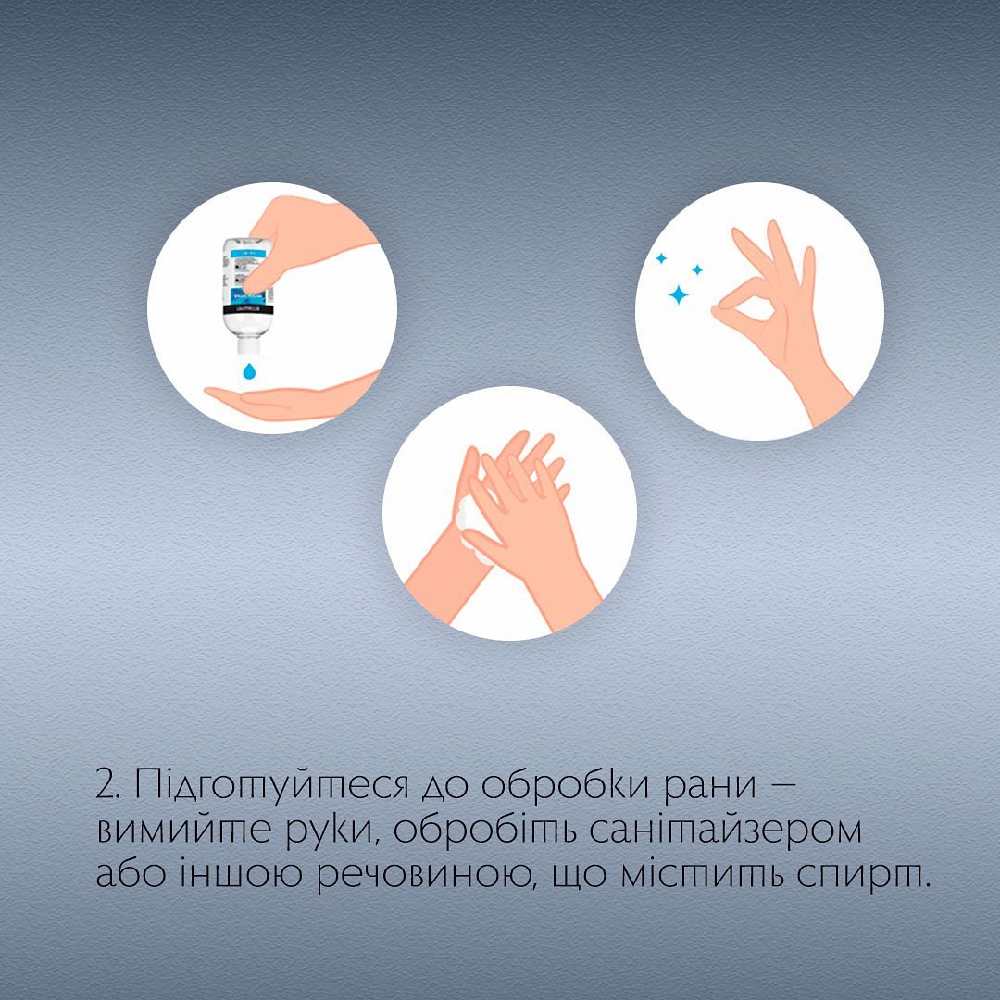 2. Підготуйтеся до обробки рани –
вимийте руки, обробіть санітайзером
або іншою речовиною, що містить спирт.